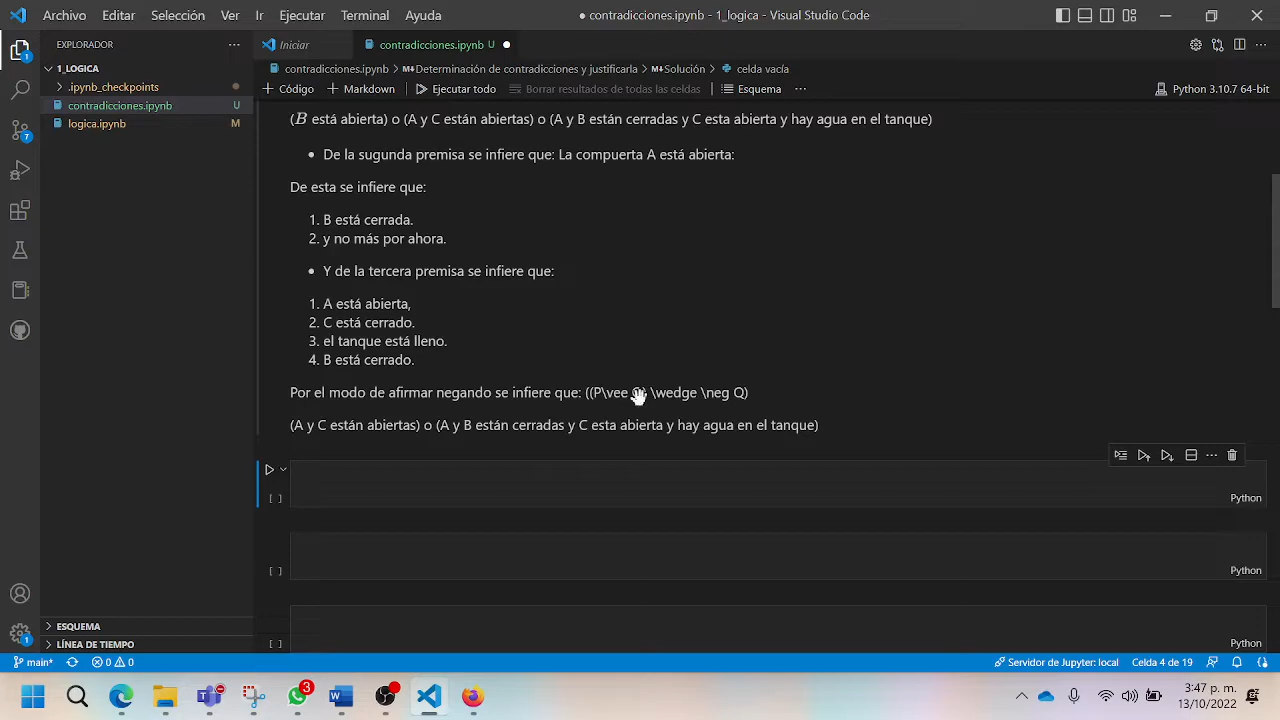 Archivo Editar Selección Ver Ir Ejecutar Terminal Ayuda
● contradicciones.ipynb - 1_logica - Visual Studio Code
EXPLORADOR
Iniciar
contradicciones.ipynb U
1_LOGICA
.ipynb_checkpoints
contradicciones.ipynb U
logica.ipynb M
contradicciones.ipynb > Determinación de contradicciones y justificarla > Solución > celda vacía
+ Código + Markdown Ejecutar todo Borrar resultados de todas las celdas Esquema ...
Python 3.10.7 64-bit
(B está abierta) o (A y C están abiertas) o (A y B están cerradas y C esta abierta y hay agua en el tanque)
• De la sugunda premisa se infiere que: La compuerta A está abierta:
De esta se infiere que:
1. B está cerrada.
2. y no más por ahora.
• Y de la tercera premisa se infiere que:
1. A está abierta,
2. C está cerrado.
3. el tanque está lleno.
4. B está cerrado.
Por el modo de afirmar negando se infiere que: ((P\vee Q) \wedge \neg Q)
(A y C están abiertas) o (A y B están cerradas y C esta abierta y hay agua en el tanque)
[ ]
Python
[ ]
Python
[ ]
Python
1
7
1
ESQUEMA
LÍNEA DE TIEMPO
main* 0 0
Servidor de Jupyter: local Celda 4 de 19
3
3:47 p. m.
13/10/2022